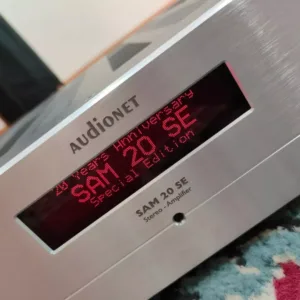 AUDIONET
20 Years Anniversary
SAM 20 SE
Special Edition
SAM 20 SE
Stereo - Amplifier